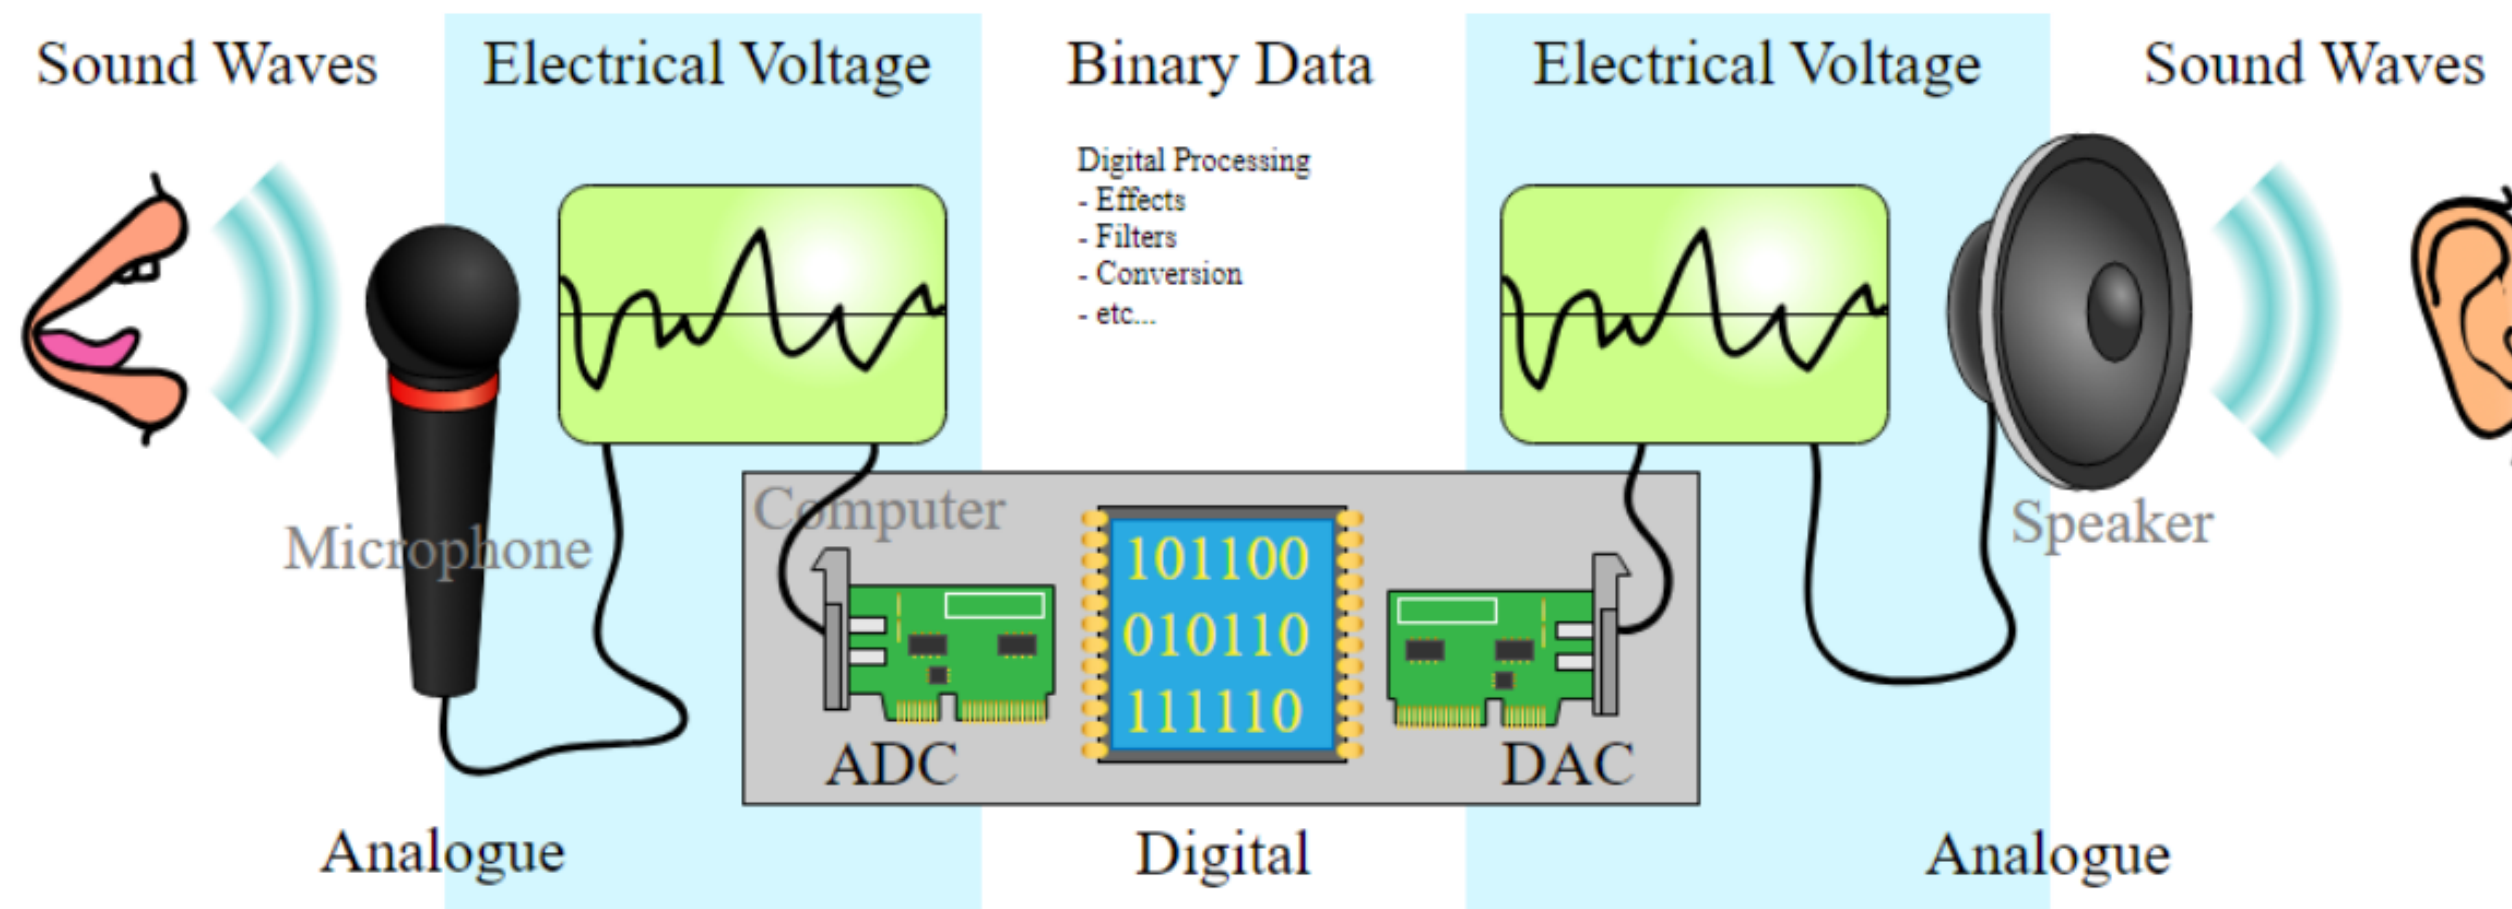 Sound Waves
Electrical Voltage
Binary Data
Electrical Voltage
Sound Waves
Digital Processing
- Effects
- Filters
- Conversion
- etc...
Microphone
Computer
Speaker
101100
010110
111110
ADC
DAC
Analogue
Digital
Analogue